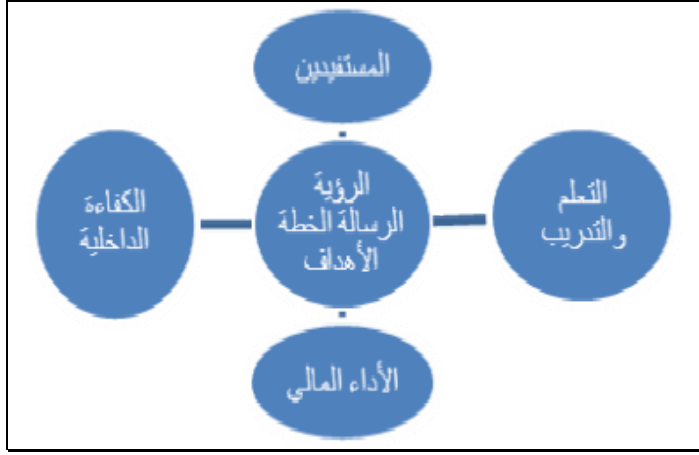 المستفيدين
التعلم
والتدريب
الرؤية
الرسالة الخطة
الأهداف
الكفاءة
الداخلية
الأداء المالي